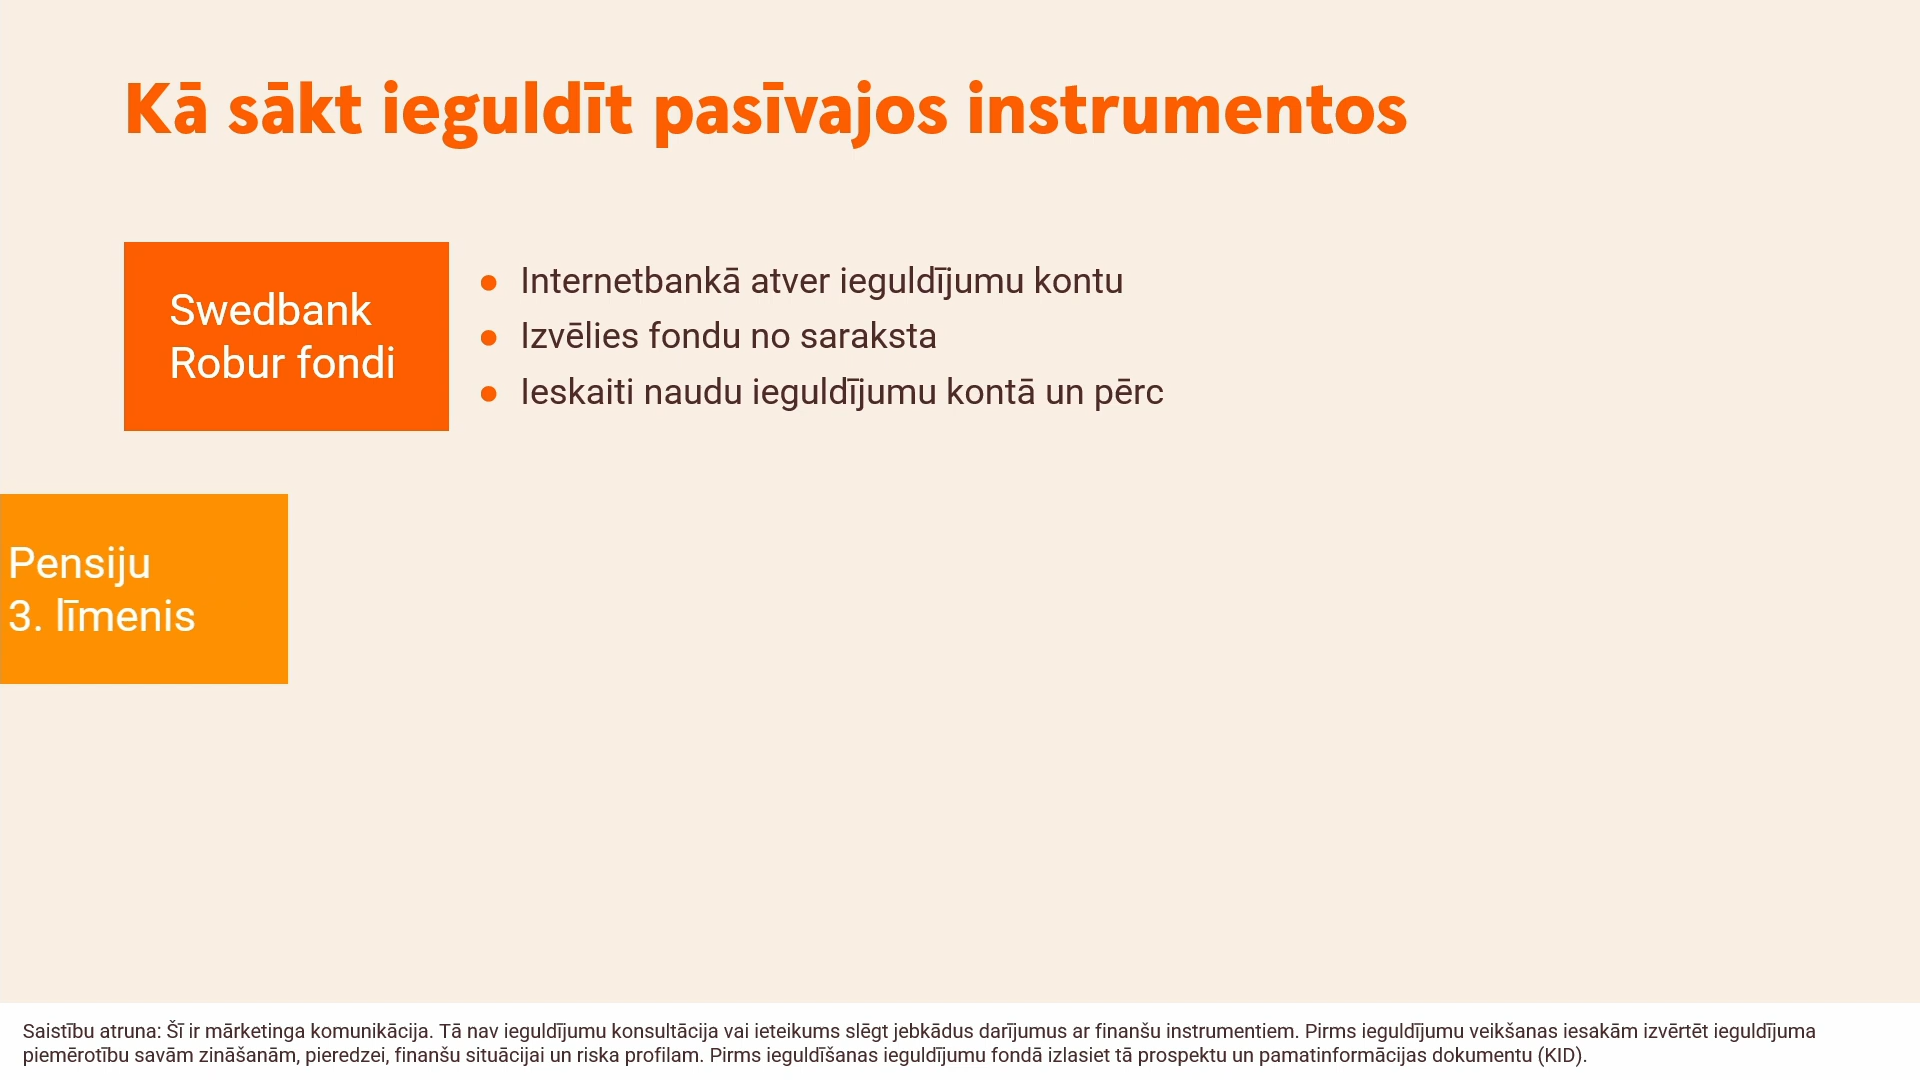 Kā sākt ieguldīt pasīvajos instrumentos
Swedbank
Robur fondi
● Internetbankā atver ieguldījumu kontu
● Izvēlies fondu no saraksta
● Ieskaiti naudu ieguldījumu kontā un pērc
Pensiju
3. līmenis
Saistību atruna: Šī ir mārketinga komunikācija. Tā nav ieguldījumu konsultācija vai ieteikums slēgt jebkādus darījumus ar finanšu instrumentiem. Pirms ieguldījumu veikšanas iesakām izvērtēt ieguldījuma
piemērotību savām zināšanām, pieredzei, finanšu situācijai un riska profilam. Pirms ieguldīšanas ieguldījumu fondā izlasiet tā prospektu un pamatinformācijas dokumentu (KID).